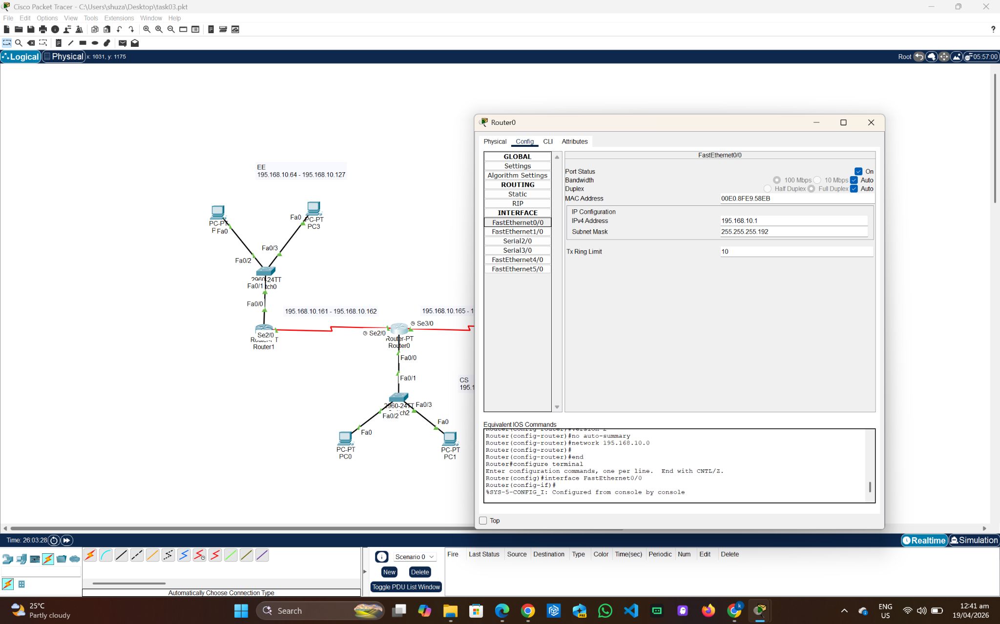 Cisco Packet Tracer - C:\Users\shuza\Desktop\task03.pkt
File Edit Options View Tools Extensions Window Help
?
Logical Physical x: 1031, y: 1175 Root 05:57:00
EE
195.168.10.64 - 195.168.10.127
PC-PT
P Fa0
Fa0
PC-PT
PC3
Fa0/3
Fa0/2
2960-24TT
Fa0/1 tch0
Fa0/0
195.168.10.161 - 195.168.10.162
195.168.10.165 - 1
Se2/0
Router1
Se3/0
Se2/0
Router-PT
Router0
Fa0/0
Fa0/1
CS
195.1
2960-24TT
Fa0/3
Fa0/2
ch2
Fa0
Fa0
PC-PT
PC0
PC-PT
PC1
Router0
Physical Config CLI Attributes
GLOBAL
Settings
Algorithm Settings
ROUTING
Static
RIP
INTERFACE
FastEthernet0/0
FastEthernet1/0
Serial2/0
Serial3/0
FastEthernet4/0
FastEthernet5/0
FastEthernet0/0
Port Status On
Bandwidth 100 Mbps 10 Mbps Auto
Duplex Half Duplex Full Duplex Auto
MAC Address 00E0.8FE9.58EB
IP Configuration
IPv4 Address 195.168.10.1
Subnet Mask 255.255.255.192
Tx Ring Limit 10
Equivalent IOS Commands
Router(config-router)#version 2
Router(config-router)#no auto-summary
Router(config-router)#network 195.168.10.0
Router(config-router)#
Router(config-router)#end
Router#configure terminal
Enter configuration commands, one per line. End with CNTL/Z.
Router(config)#interface FastEthernet0/0
Router(config-if)#
%SYS-5-CONFIG_I: Configured from console by console
Top
Time: 26:03:28 Realtime Simulation
Automatically Choose Connection Type
Scenario 0
New Delete
Toggle PDU List Window
Fire Last Status Source Destination Type Color Time(sec) Periodic Num Edit Delete
25°C
Partly cloudy
Search
PRE
k
ENG
US
12:41 am
19/04/2026